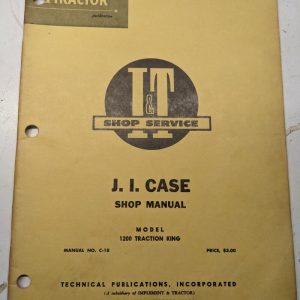 TRACTOR
publication
I&T
SHOP SERVICE
J. I. CASE
SHOP MANUAL
MODEL
1200 TRACTION KING
MANUAL NO. C-18
PRICE, $3.00
TECHNICAL PUBLICATIONS, INCORPORATED
(A subsidiary of IMPLEMENT & TRACTOR)